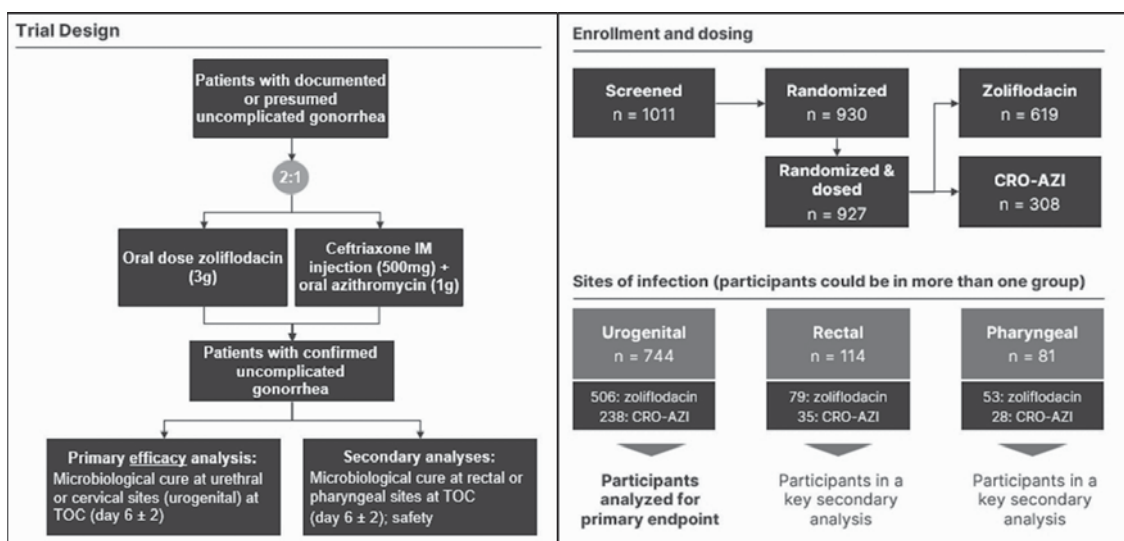 Trial Design
Patients with documented
or presumed
uncomplicated gonorrhea
2:1
Oral dose zoliflodacin
(3g)
Ceftriaxone IM
injection (500mg) +
oral azithromycin (1g)
Patients with confirmed
uncomplicated
gonorrhea
Primary efficacy analysis:
Microbiological cure at urethral
or cervical sites (urogenital) at
TOC (day 6 ± 2)
Secondary analyses:
Microbiological cure at rectal or
pharyngeal sites at TOC
(day 6 ± 2); safety
Enrollment and dosing
Screened
n = 1011
Randomized
n = 930
Zoliflodacin
n = 619
Randomized &
dosed
n = 927
CRO-AZI
n = 308
Sites of infection (participants could be in more than one group)
Urogenital
n = 744
506: zoliflodacin
238: CRO-AZI
Participants
analyzed for
primary endpoint
Rectal
n = 114
79: zoliflodacin
35: CRO-AZI
Participants in a
key secondary
analysis
Pharyngeal
n = 81
53: zoliflodacin
28: CRO-AZI
Participants in a
key secondary
analysis